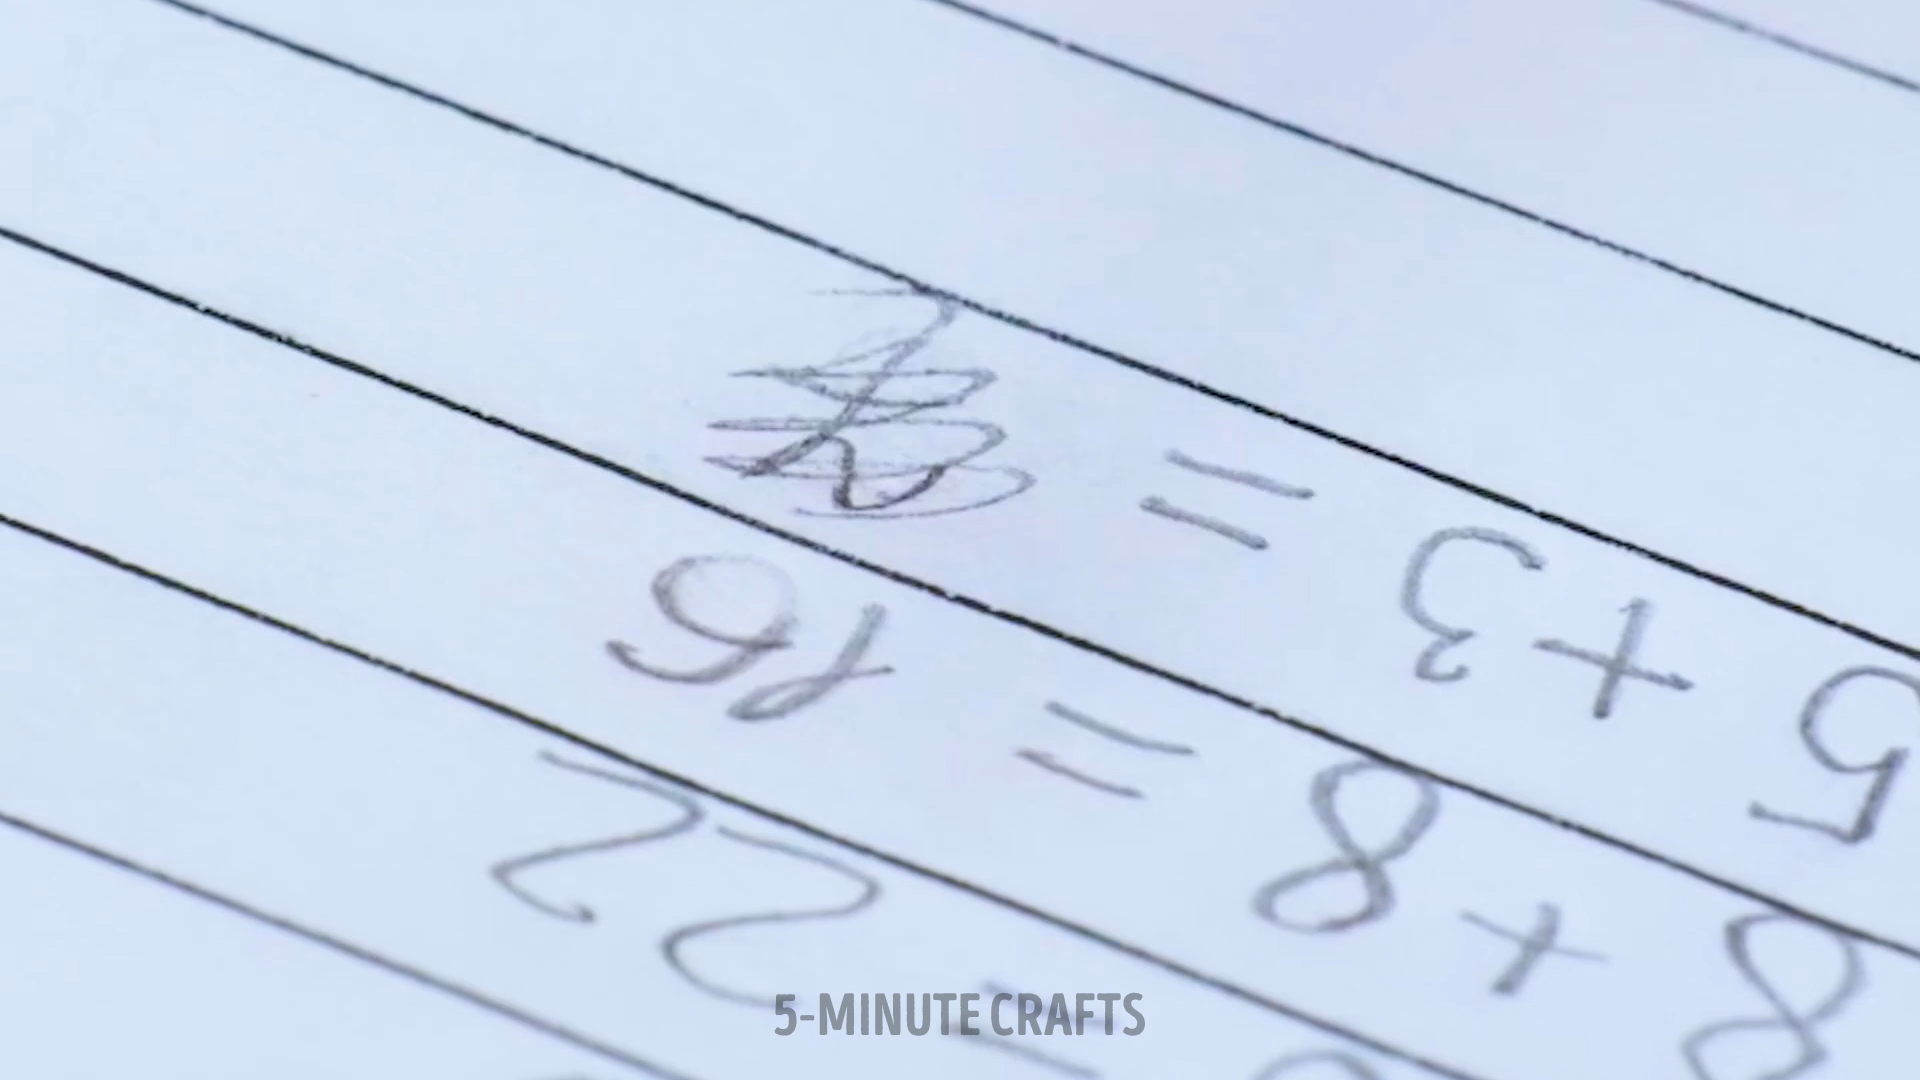 = 22
8 + 8 = 16
5 + 3 =
5-MINUTE CRAFTS